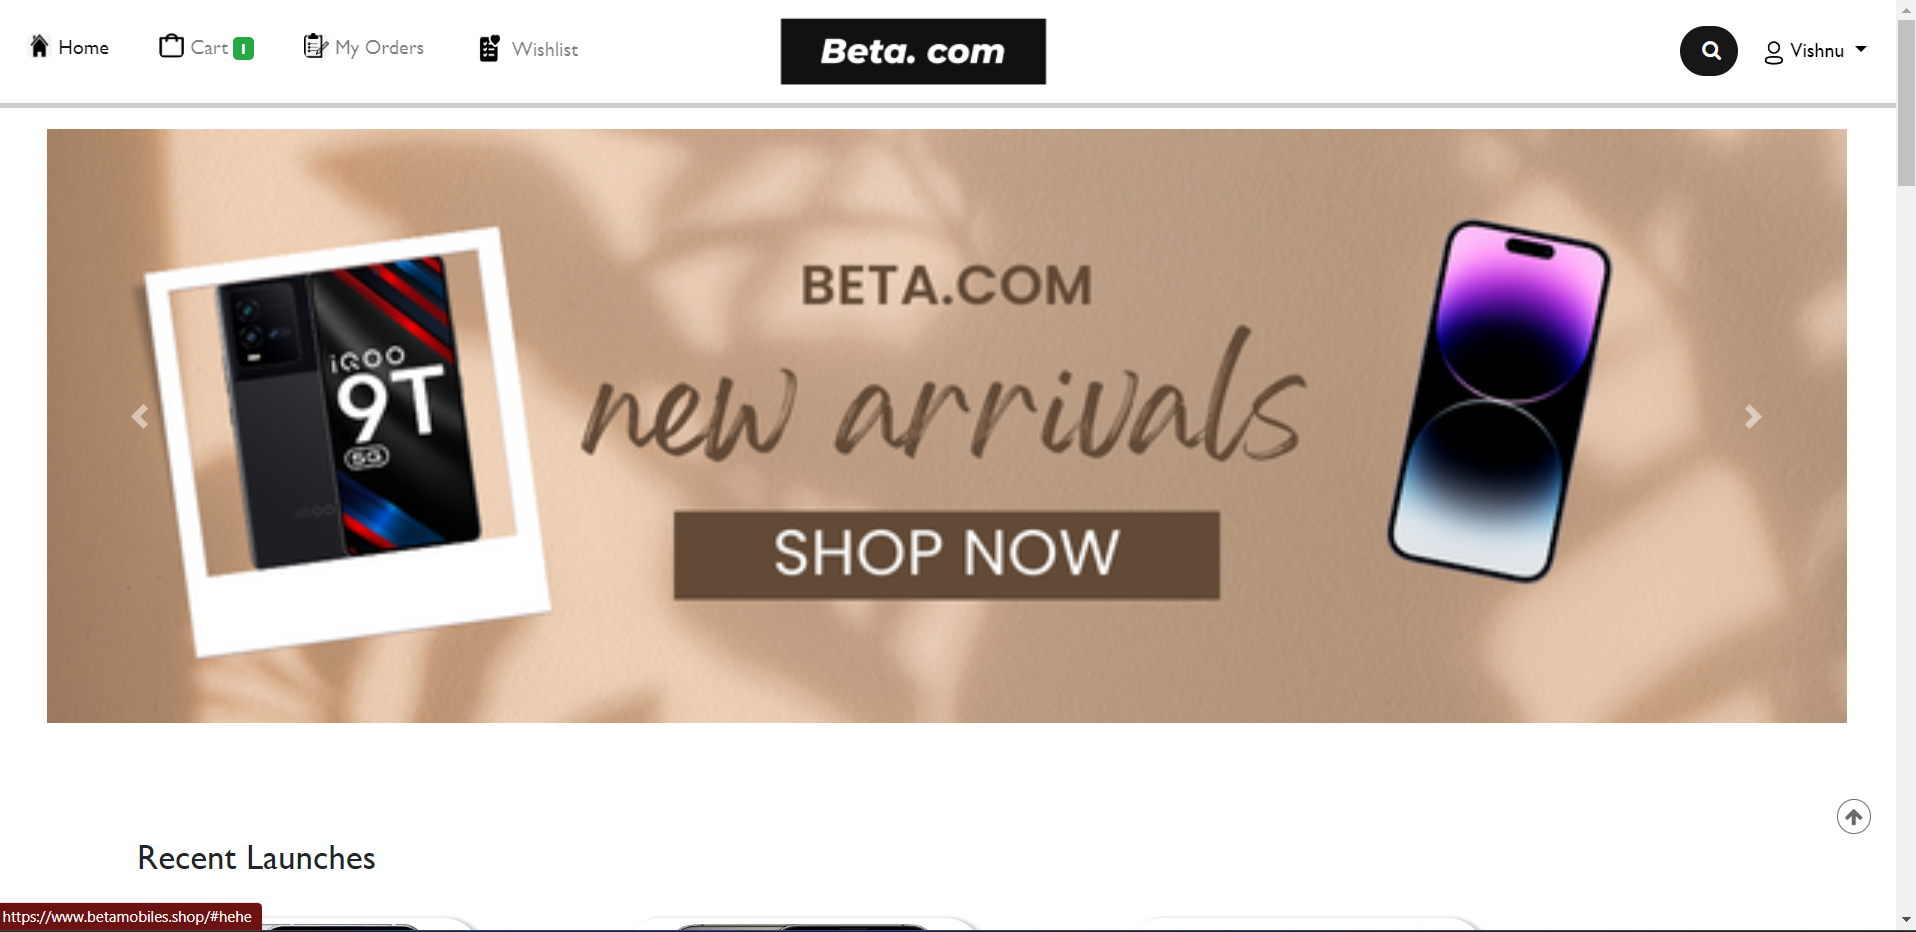 Home
Cart 1
My Orders
Wishlist
Beta. com
Vishnu
BETA.COM
new arrivals
SHOP NOW
iQOO
9T
5G
iQOO
Recent Launches
https://www.betamobiles.shop/#hehe